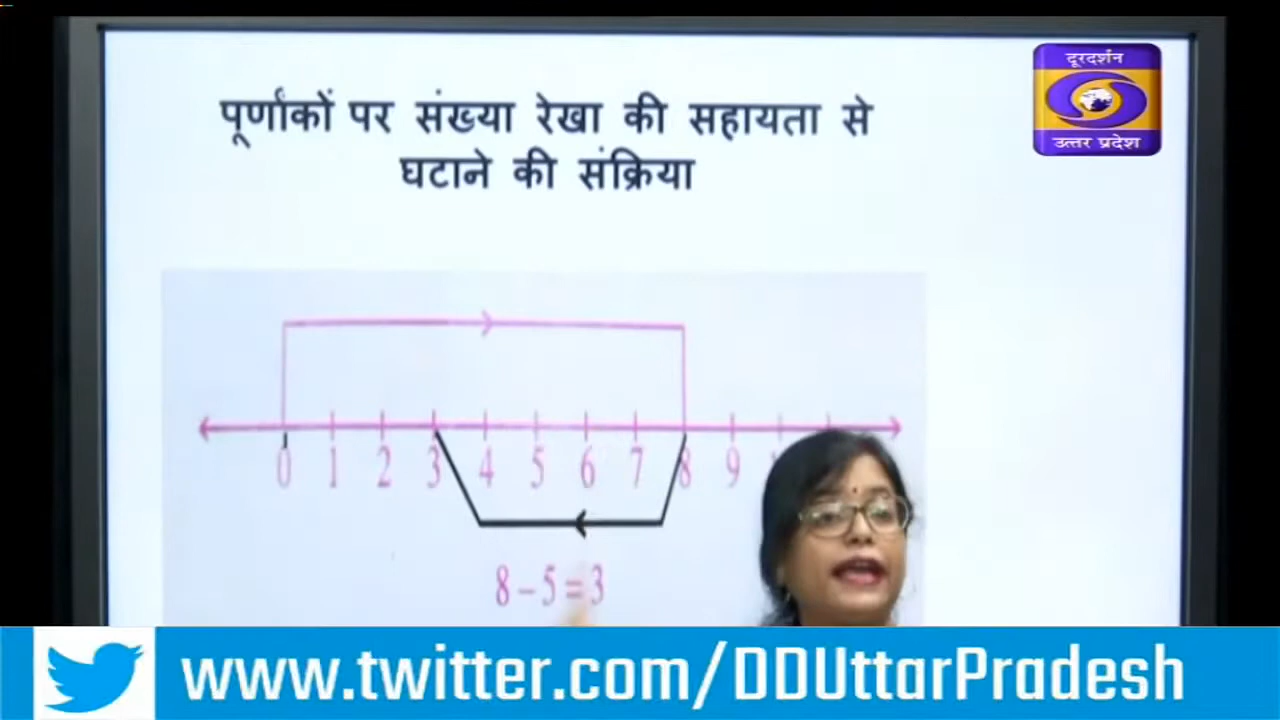 पूर्णांकों पर संख्या रेखा की सहायता से
घटाने की संक्रिया
दूरदर्शन
उत्तर प्रदेश
0 1 2 3 4 5 6 7 8 9
8 – 5 = 3
www.twitter.com/DDUttarPradesh